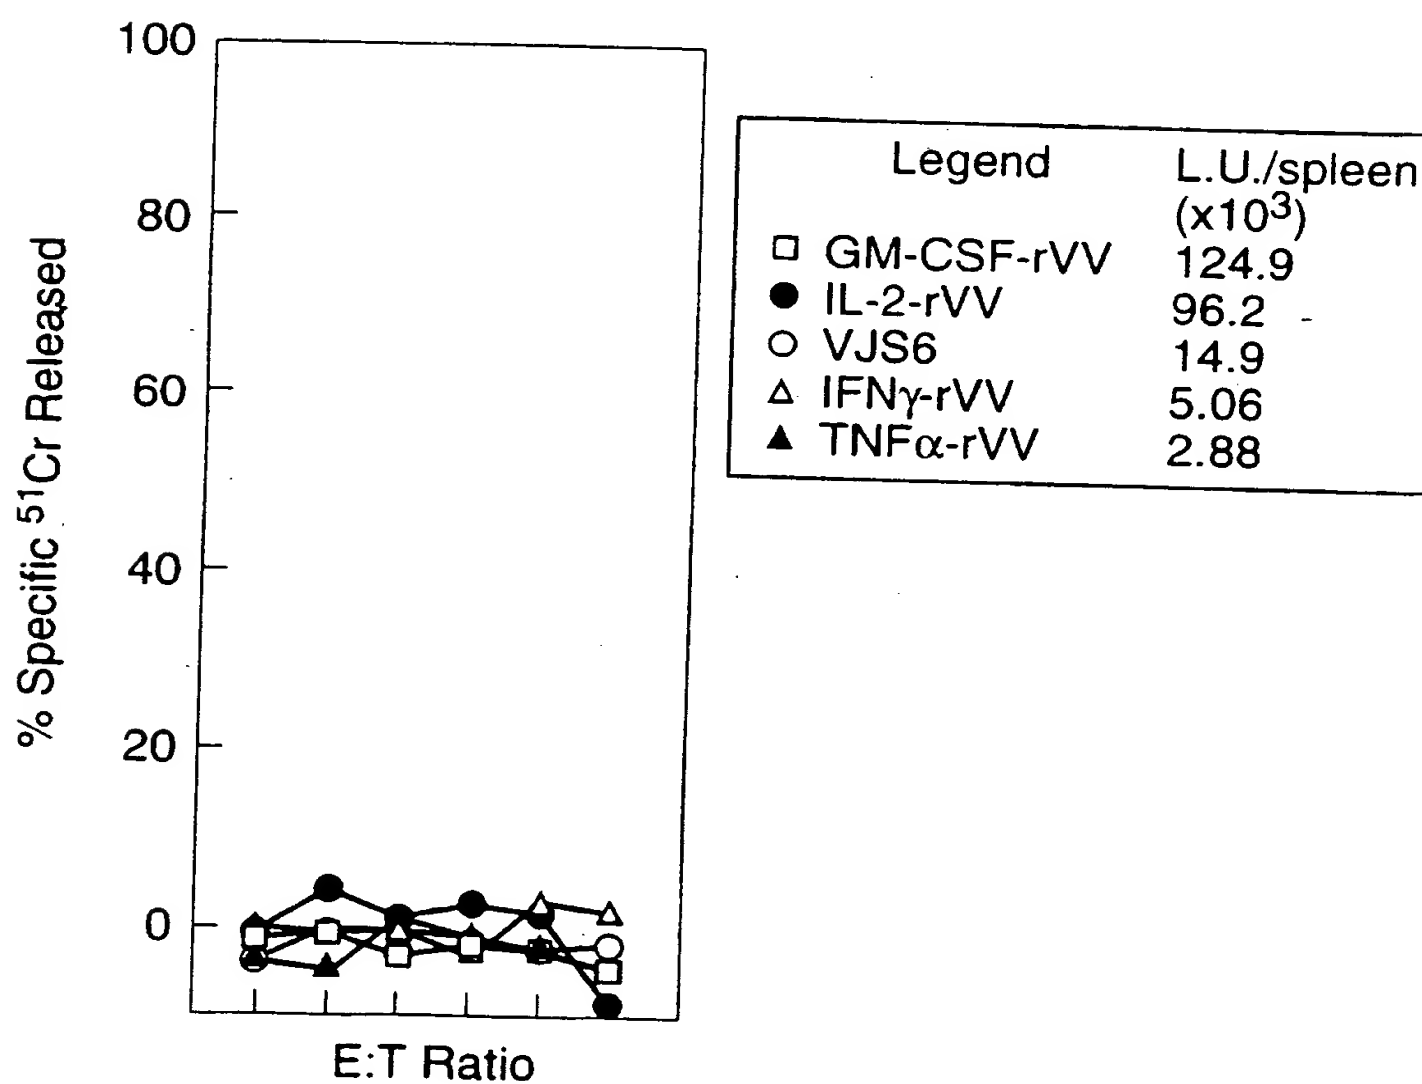 100
80
60
40
20
0
% Specific ⁵¹Cr Released
E:T Ratio
Legend L.U./spleen
(x10³)
GM-CSF-rVV 124.9
IL-2-rVV 96.2
VJS6 14.9
IFNγ-rVV 5.06
TNFα-rVV 2.88